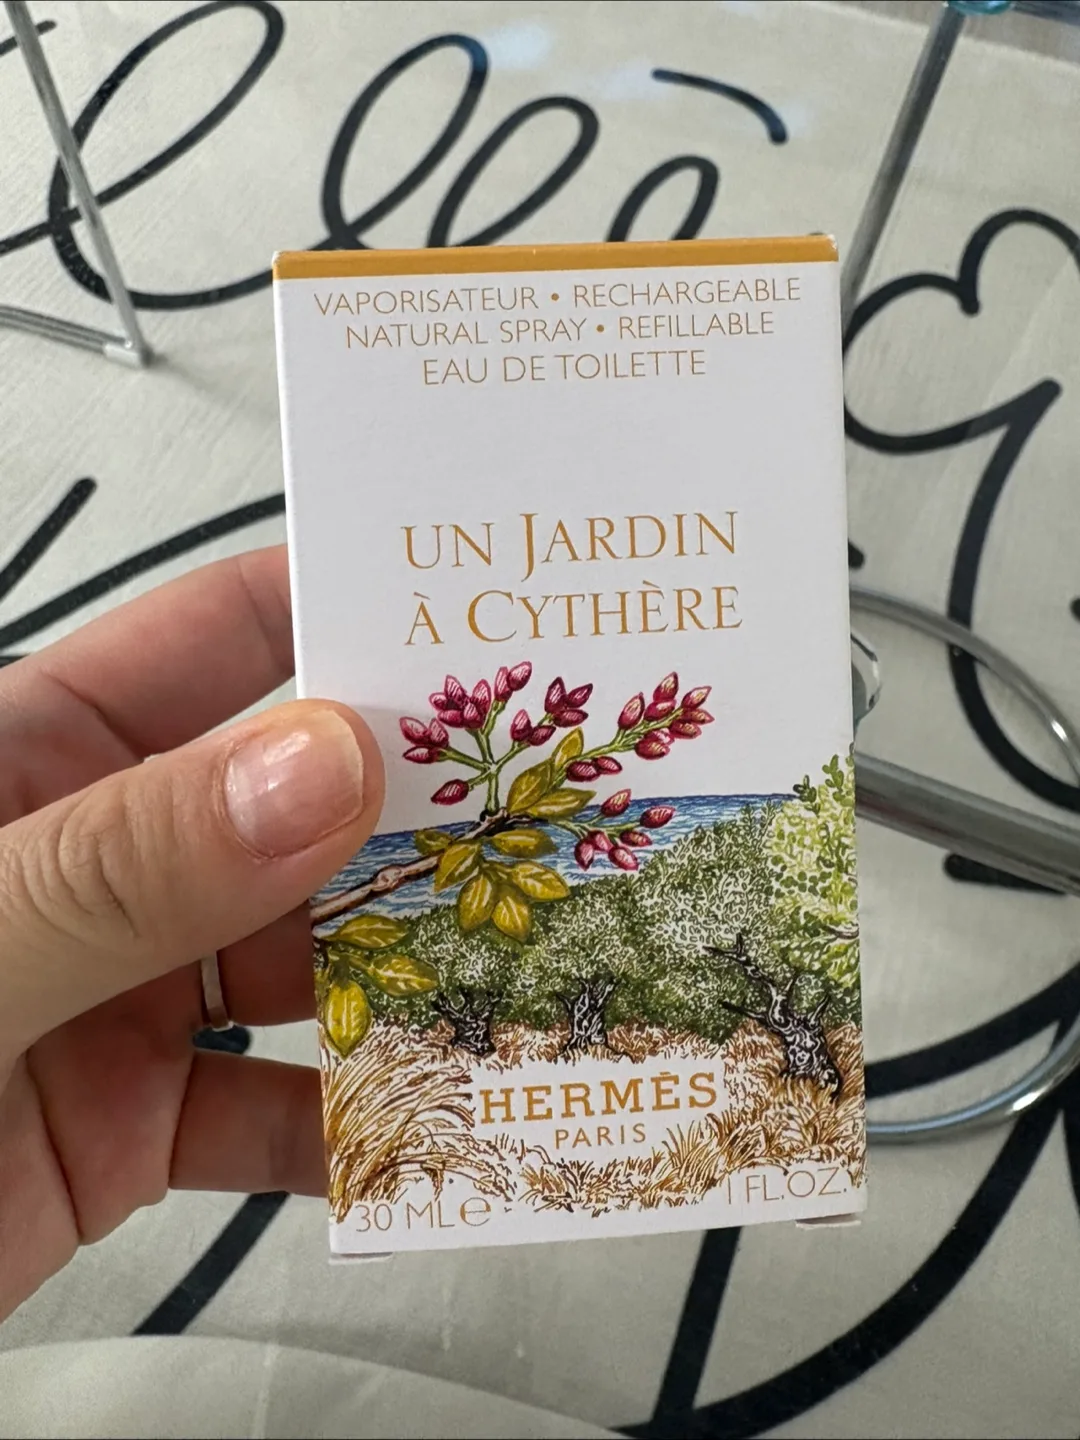 VAPORISATEUR • RECHARGEABLE
NATURAL SPRAY • REFILLABLE
EAU DE TOILETTE
UN JARDIN
À CYTHÈRE
HERMÈS
PARIS
30 ML℮ 1 FL.OZ.